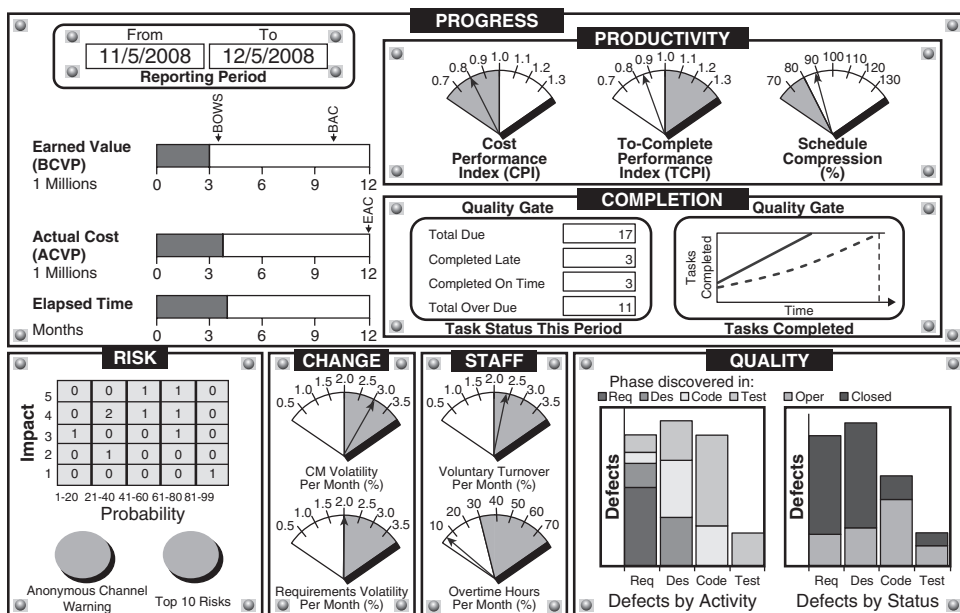 PROGRESS
From To
11/5/2008 12/5/2008
Reporting Period
BOWS
BAC
Earned Value
(BCVP)
1 Millions
0 3 6 9 12
EAC
Actual Cost
(ACVP)
1 Millions
0 3 6 9 12
Elapsed Time
Months
0 3 6 9 12
PRODUCTIVITY
0.7 0.8 0.9 1.0 1.1 1.2 1.3
Cost
Performance
Index (CPI)
0.7 0.8 0.9 1.0 1.1 1.2 1.3
To-Complete
Performance
Index (TCPI)
70 80 90 100 110 120 130
Schedule
Compression
(%)
COMPLETION
Quality Gate
Total Due 17
Completed Late 3
Completed On Time 3
Total Over Due 11
Task Status This Period
Quality Gate
Tasks
Completed
Time
Tasks Completed
RISK
Impact
5 0 0 1 1 0
4 0 2 1 1 0
3 1 0 0 1 0
2 0 1 0 0 0
1 0 0 0 0 1
1-20 21-40 41-60 61-80 81-99
Probability
Anonymous Channel
Warning
Top 10 Risks
CHANGE
0.5 1.0 1.5 2.0 2.5 3.0 3.5
CM Volatility
Per Month (%)
0.5 1.0 1.5 2.0 2.5 3.0 3.5
Requirements Volatility
Per Month (%)
STAFF
0.5 1.0 1.5 2.0 2.5 3.0 3.5
Voluntary Turnover
Per Month (%)
10 20 30 40 50 60 70
Overtime Hours
Per Month (%)
QUALITY
Phase discovered in:
Req Des Code Test
Defects
Req Des Code Test
Defects by Activity
Oper Closed
Defects
Req Des Code Test
Defects by Status